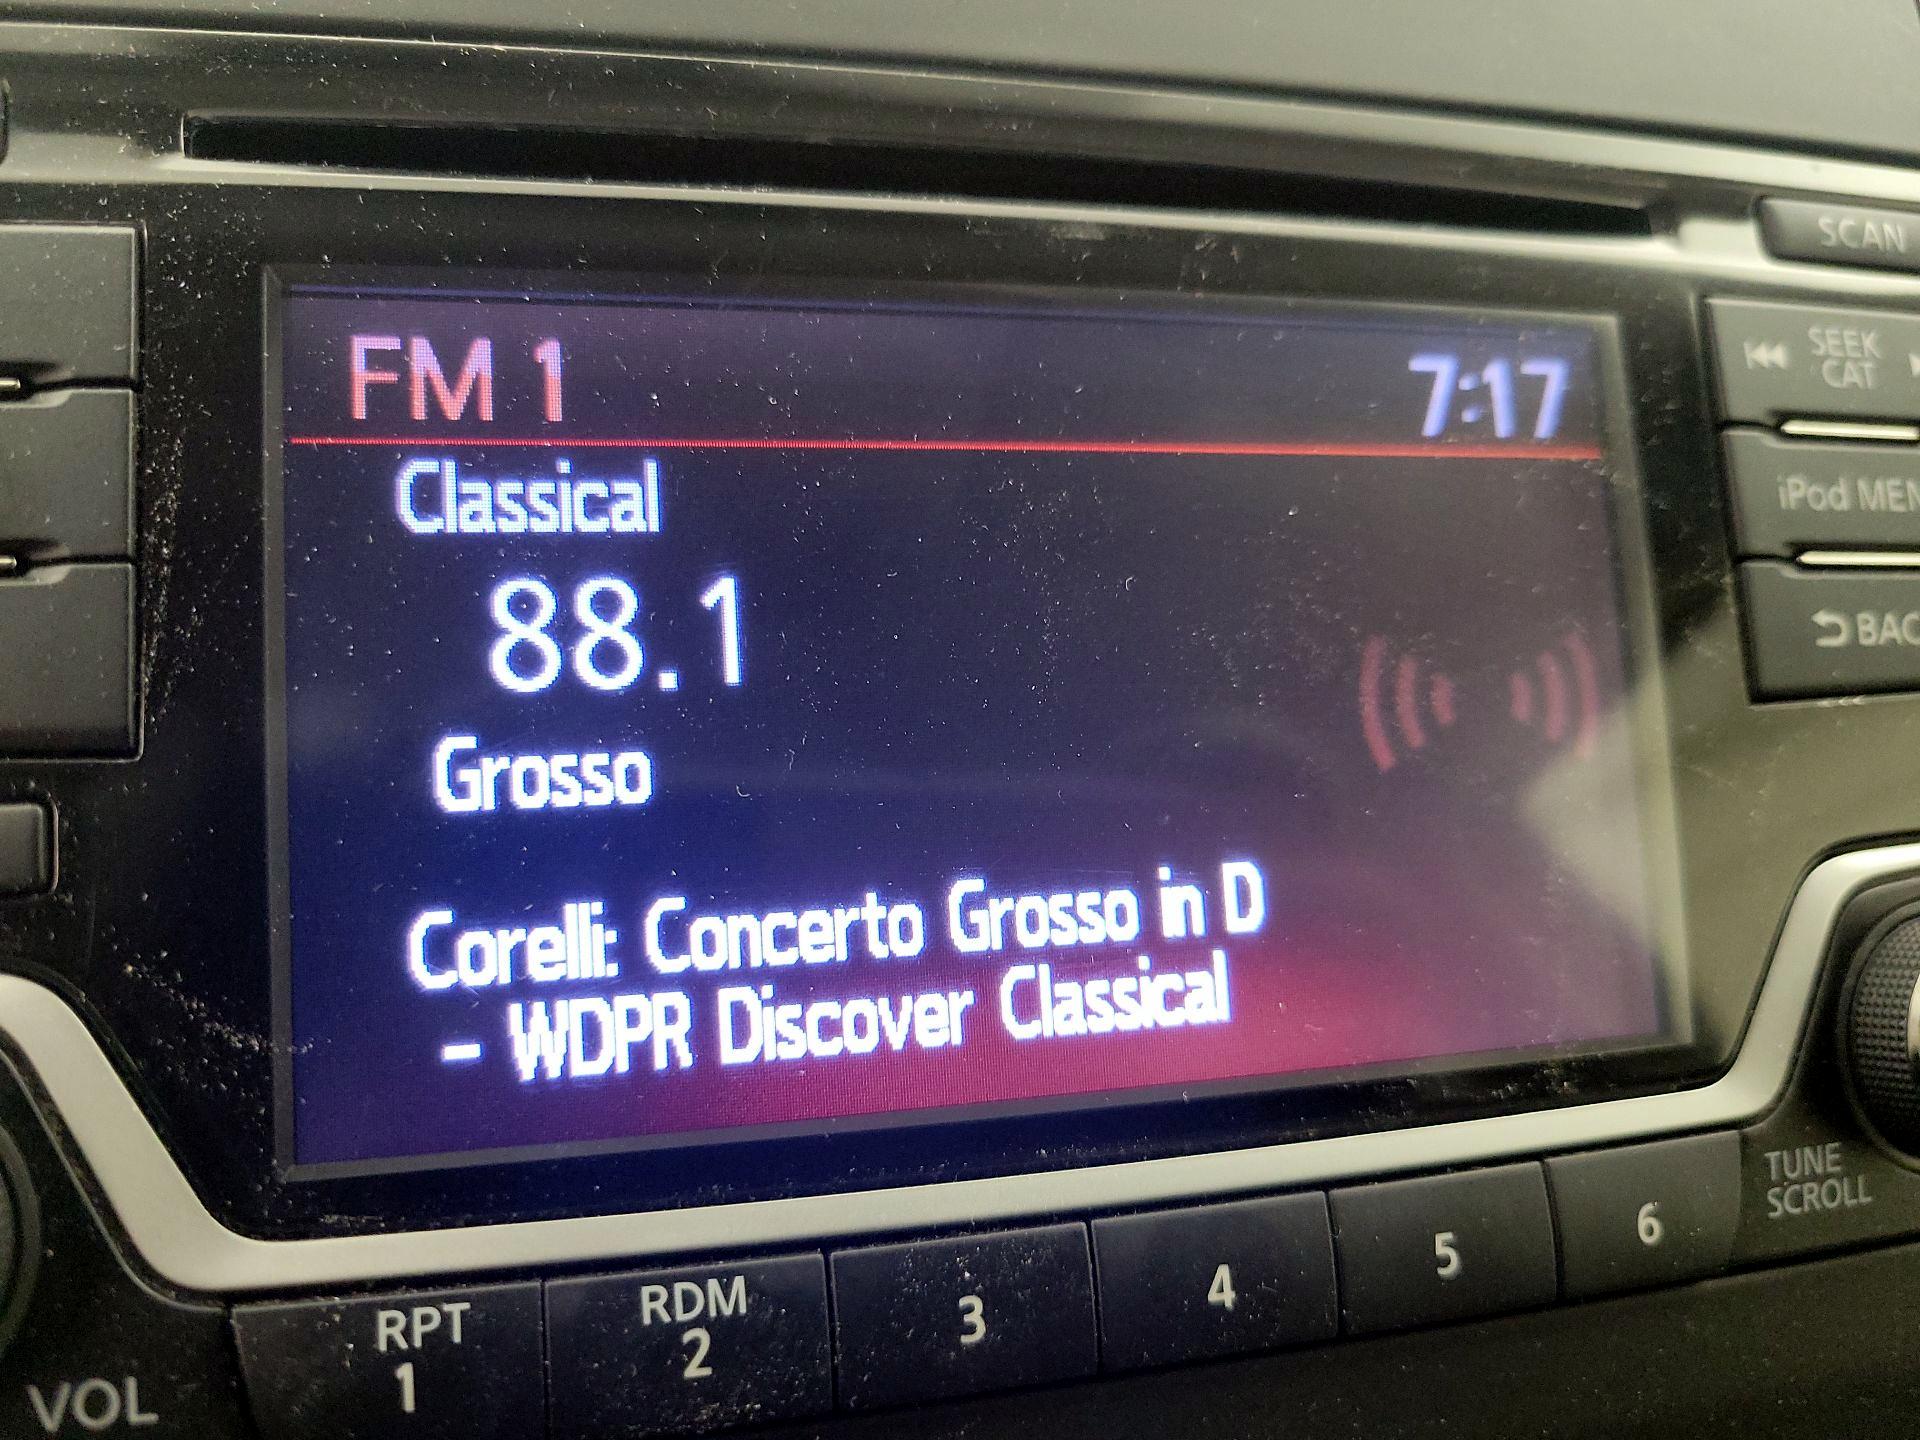 SCAN
FM 1
7:17
SEEK
CAT
Classical
iPod MEN
88.1
BAC
Grosso
Corelli: Concerto Grosso in D
- WDPR Discover Classical
TUNE
SCROLL
RPT
1
RDM
2
3
4
5
6
VOL